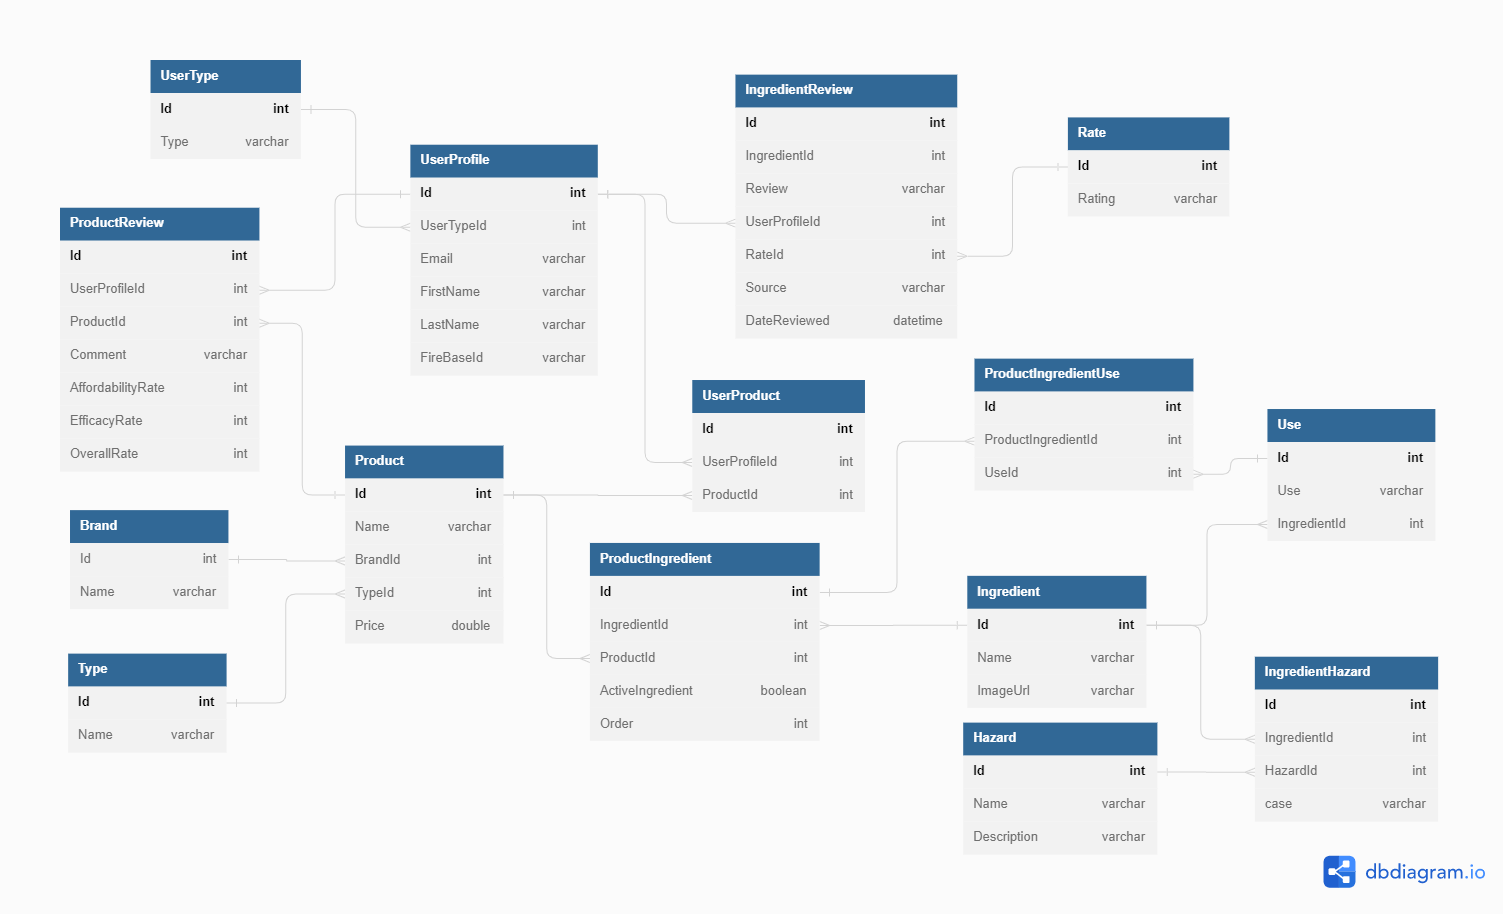 UserType
Id int
Type varchar
UserProfile
Id int
UserTypeId int
Email varchar
FirstName varchar
LastName varchar
FireBaseId varchar
IngredientReview
Id int
IngredientId int
Review varchar
UserProfileId int
RateId int
Source varchar
DateReviewed datetime
Rate
Id int
Rating varchar
ProductReview
Id int
UserProfileId int
ProductId int
Comment varchar
AffordabilityRate int
EfficacyRate int
OverallRate int
UserProduct
Id int
UserProfileId int
ProductId int
ProductIngredientUse
Id int
ProductIngredientId int
UseId int
Use
Id int
Use varchar
IngredientId int
Product
Id int
Name varchar
BrandId int
TypeId int
Price double
Brand
Id int
Name varchar
Type
Id int
Name varchar
ProductIngredient
Id int
IngredientId int
ProductId int
ActiveIngredient boolean
Order int
Ingredient
Id int
Name varchar
ImageUrl varchar
Hazard
Id int
Name varchar
Description varchar
IngredientHazard
Id int
IngredientId int
HazardId int
case varchar
dbdiagram.io